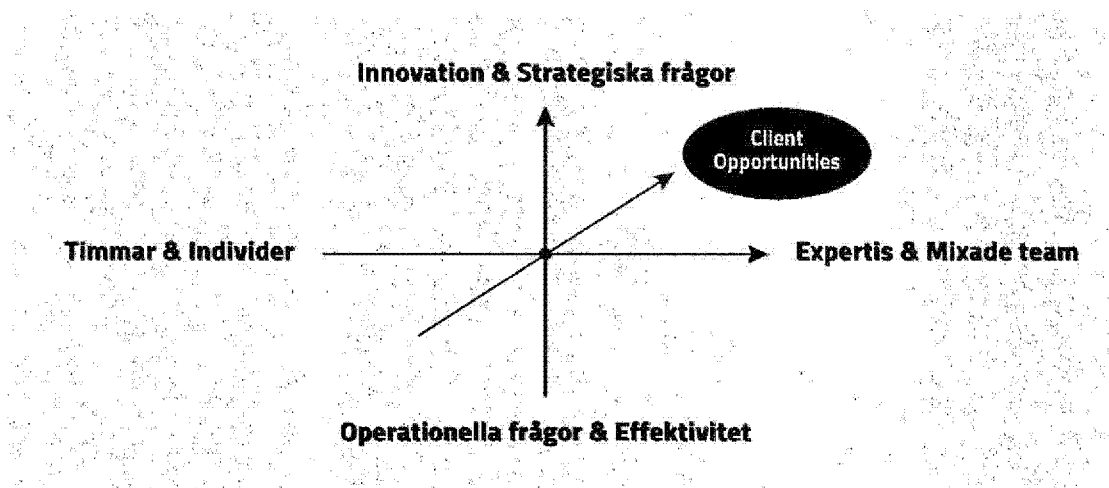 Innovation & Strategiska frågor
Client
Opportunities
Timmar & Individer
Expertis & Mixade team
Operationella frågor & Effektivitet